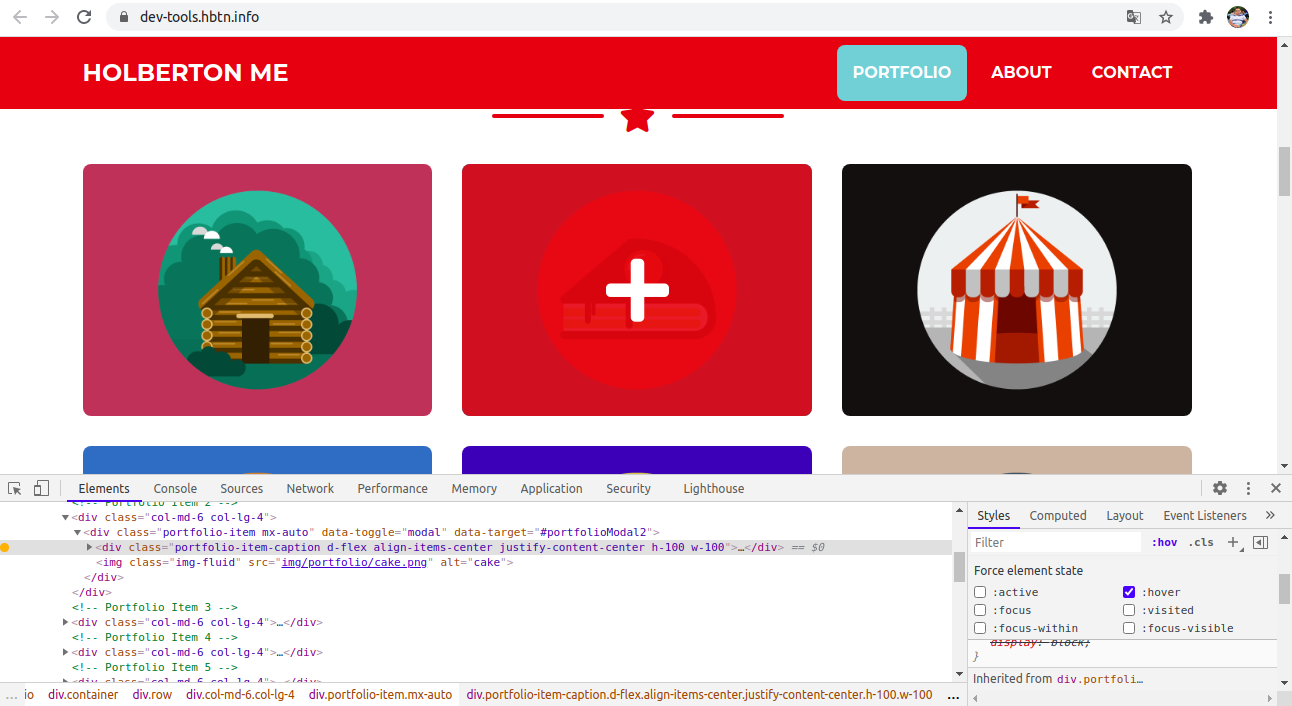 dev-tools.hbtn.info
HOLBERTON ME
PORTFOLIO ABOUT CONTACT
Elements Console Sources Network Performance Memory Application Security Lighthouse
<!-- Portfolio Item 2 -->
<div class="col-md-6 col-lg-4">
<div class="portfolio-item mx-auto" data-toggle="modal" data-target="#portfolioModal2">
<div class="portfolio-item-caption d-flex align-items-center justify-content-center h-100 w-100">…</div> == $0
<img class="img-fluid" src="img/portfolio/cake.png" alt="cake">
</div>
</div>
<!-- Portfolio Item 3 -->
<div class="col-md-6 col-lg-4">…</div>
<!-- Portfolio Item 4 -->
<div class="col-md-6 col-lg-4">…</div>
<!-- Portfolio Item 5 -->
<div class="col-md-6 col-lg-4">…</div>
... io div.container div.row div.col-md-6.col-lg-4 div.portfolio-item.mx-auto div.portfolio-item-caption.d-flex.align-items-center.justify-content-center.h-100.w-100 ...
Styles Computed Layout Event Listeners »
Filter :hov .cls +
Force element state
:active :hover
:focus :visited
:focus-within :focus-visible
display: block;
}
Inherited from div.portfoli…